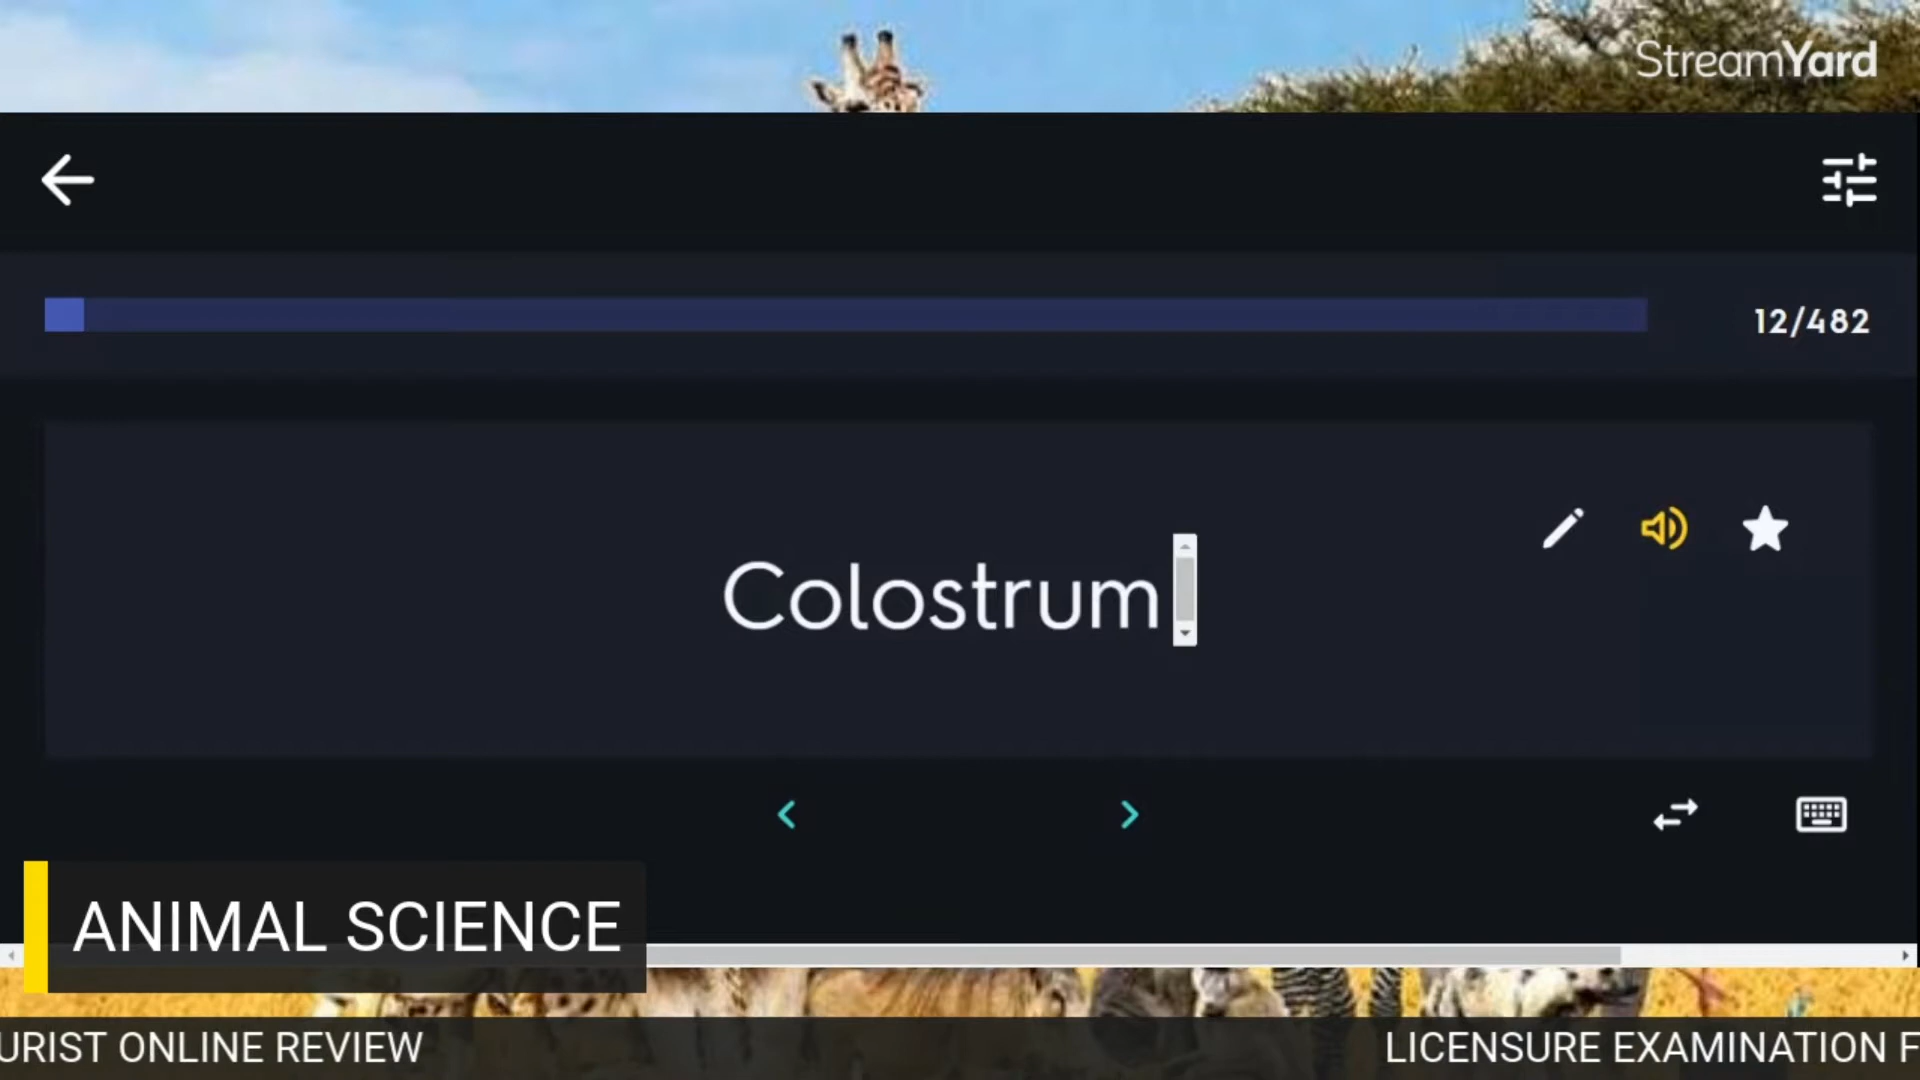 StreamYard
12/482
Colostrum
ANIMAL SCIENCE
URIST ONLINE REVIEW
LICENSURE EXAMINATION F